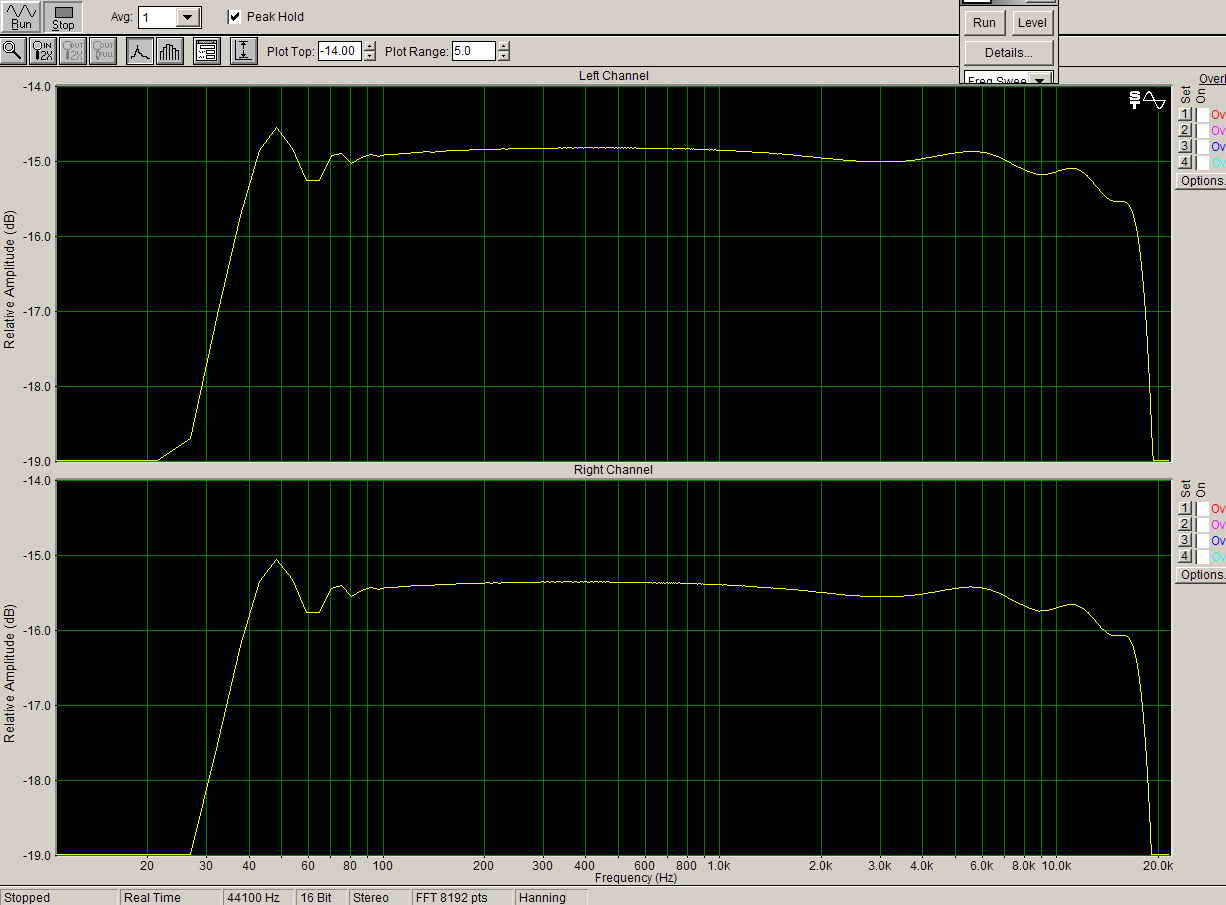 Run
Stop
Avg: 1
Peak Hold
Run Level
Details...
Freq Swee
IN 2X OUT 2X OUT FULL
Plot Top: -14.00 Plot Range: 5.0
Left Channel
Set On
-14.0
-15.0
-16.0
-17.0
-18.0
-19.0
Relative Amplitude (dB)
1 Ov
2 Ov
3 Ov
4 Ov
Options.
Right Channel
Set On
-14.0
-15.0
-16.0
-17.0
-18.0
-19.0
Relative Amplitude (dB)
1 Ov
2 Ov
3 Ov
4 Ov
Options.
20 30 40 60 80 100 200 300 400 600 800 1.0k 2.0k 3.0k 4.0k 6.0k 8.0k 10.0k 20.0k
Frequency (Hz)
Stopped Real Time 44100 Hz 16 Bit Stereo FFT 8192 pts Hanning